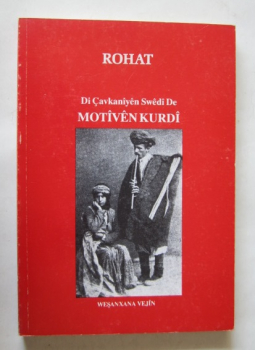 ROHAT
Di Çavkaniyên Swêdî De
MOTÎVÊN KURDÎ
WEŞANXANA VEJÎN